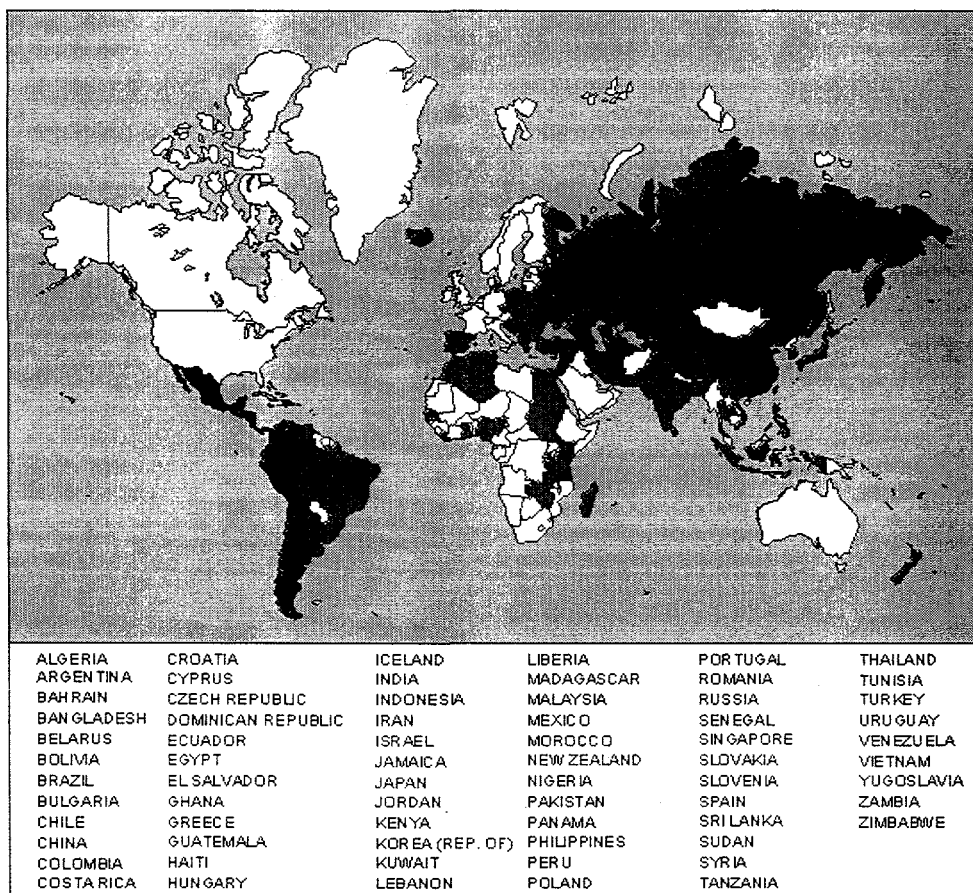 ALGERIA
ARGENTINA
BAHRAIN
BANGLADESH
BELARUS
BOLIVIA
BRAZIL
BULGARIA
CHILE
CHINA
COLOMBIA
COSTA RICA
CROATIA
CYPRUS
CZECH REPUBLIC
DOMINICAN REPUBLIC
ECUADOR
EGYPT
EL SALVADOR
GHANA
GREECE
GUATEMALA
HAITI
HUNGARY
ICELAND
INDIA
INDONESIA
IRAN
ISRAEL
JAMAICA
JAPAN
JORDAN
KENYA
KOREA (REP. OF)
KUWAIT
LEBANON
LIBERIA
MADAGASCAR
MALAYSIA
MEXICO
MOROCCO
NEW ZEALAND
NIGERIA
PAKISTAN
PANAMA
PHILIPPINES
PERU
POLAND
PORTUGAL
ROMANIA
RUSSIA
SENEGAL
SINGAPORE
SLOVAKIA
SLOVENIA
SPAIN
SRI LANKA
SUDAN
SYRIA
TANZANIA
THAILAND
TUNISIA
TURKEY
URUGUAY
VENEZUELA
VIETNAM
YUGOSLAVIA
ZAMBIA
ZIMBABWE